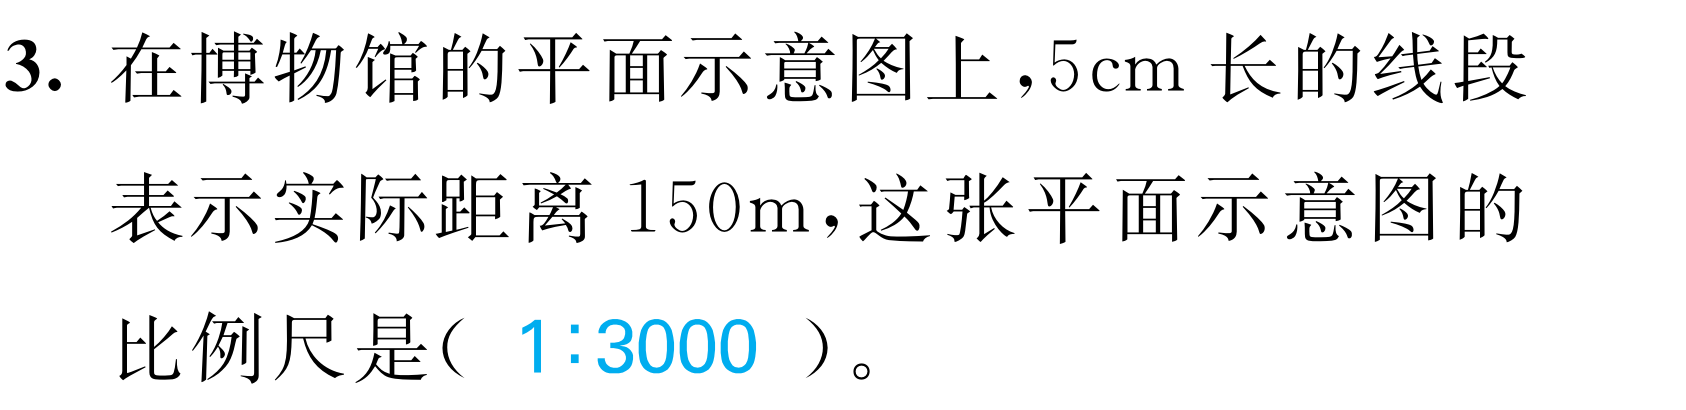 3. 在博物馆的平面示意图上,5cm 长的线段
表示实际距离 150m,这张平面示意图的
比例尺是( 1∶3000 )。